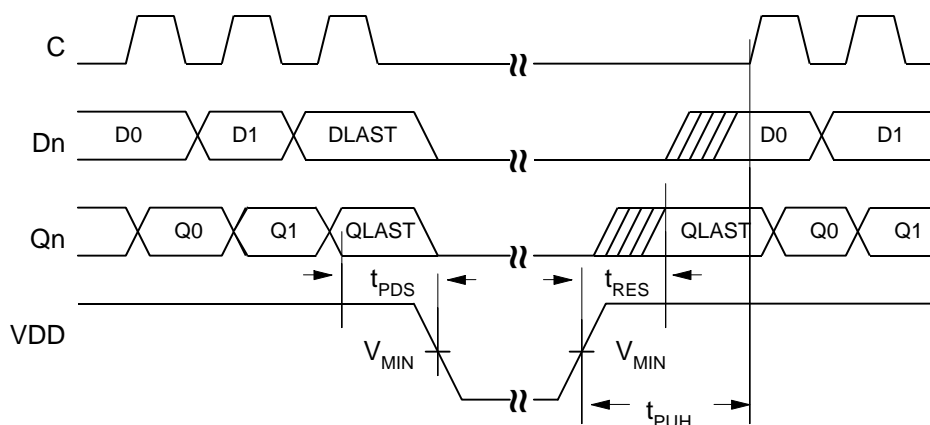 C
Dn D0 D1 DLAST D0 D1
Qn Q0 Q1 QLAST QLAST Q0 Q1
tPDS tRES
VDD
VMIN VMIN
tPUH